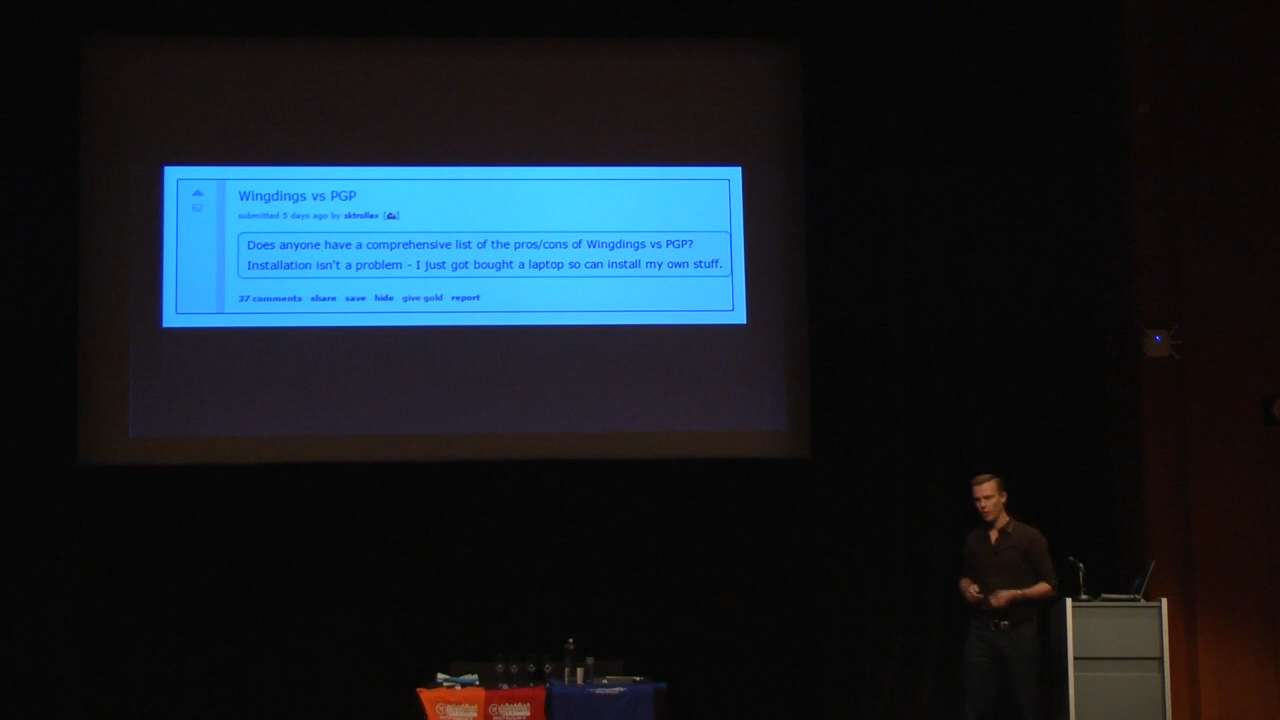 Wingdings vs PGP
62
submitted 5 days ago by sktrollex [
]
Does anyone have a comprehensive list of the pros/cons of Wingdings vs PGP?
Installation isn't a problem - I just got bought a laptop so can install my own stuff.
37 comments share save hide give gold report